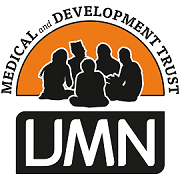 MEDICAL and DEVELOPMENT TRUST
UMN